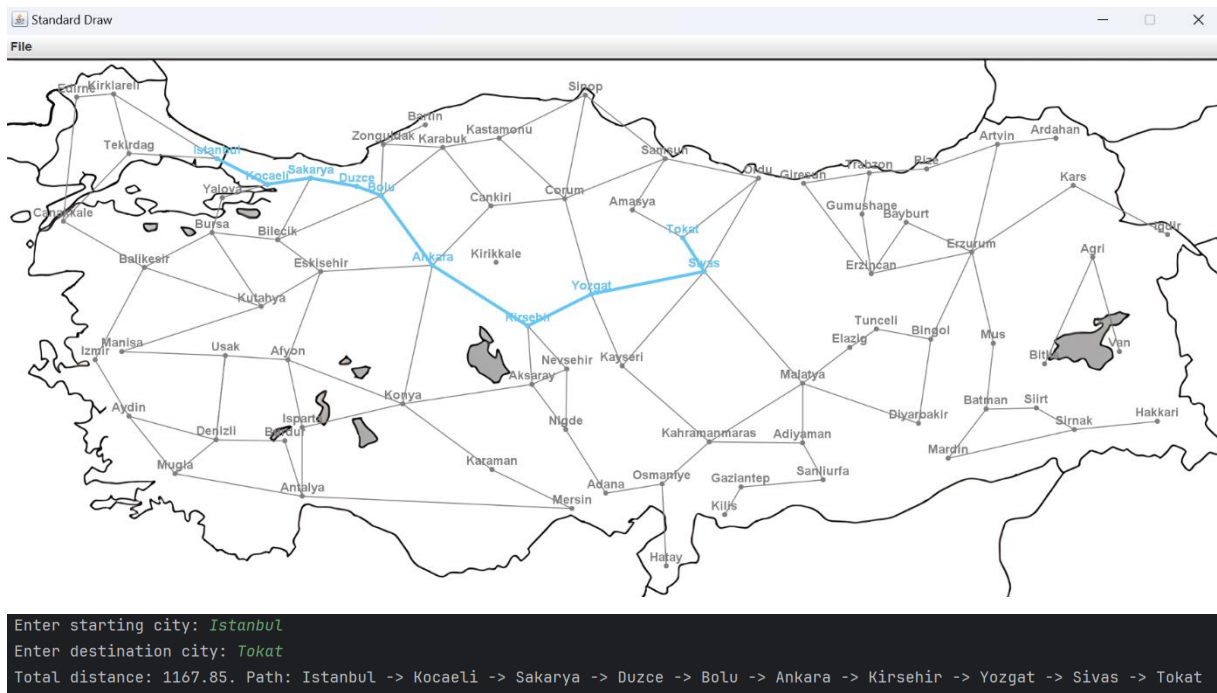 Standard Draw
File
Edirne
Kirklareli
Sinop
Bartin
Tekirdag
Istanbul
Zonguldak
Karabuk
Kastamonu
Samsun
Artvin
Ardahan
Kocaeli
Sakarya
Duzce
Bolu
Ordu
Giresun
Trabzon
Rize
Kars
Yalova
Canakkale
Cankiri
Corum
Amasya
Gumushane
Bayburt
Bursa
Bilecik
Tokat
Erzurum
Igdir
Balikesir
Eskisehir
Ankara
Kirikkale
Sivas
Erzincan
Agri
Kutahya
Yozgat
Kirsehir
Tunceli
Bingol
Mus
Izmir
Manisa
Usak
Afyon
Nevsehir
Kayseri
Elazig
Bitlis
Van
Aksaray
Malatya
Konya
Aydin
Isparta
Burdur
Nigde
Diyarbakir
Batman
Siirt
Sirnak
Hakkari
Denizli
Kahramanmaras
Adiyaman
Mardin
Mugla
Karaman
Antalya
Adana
Osmaniye
Gaziantep
Sanliurfa
Mersin
Kilis
Hatay
Enter starting city: Istanbul
Enter destination city: Tokat
Total distance: 1167.85. Path: Istanbul -> Kocaeli -> Sakarya -> Duzce -> Bolu -> Ankara -> Kirsehir -> Yozgat -> Sivas -> Tokat